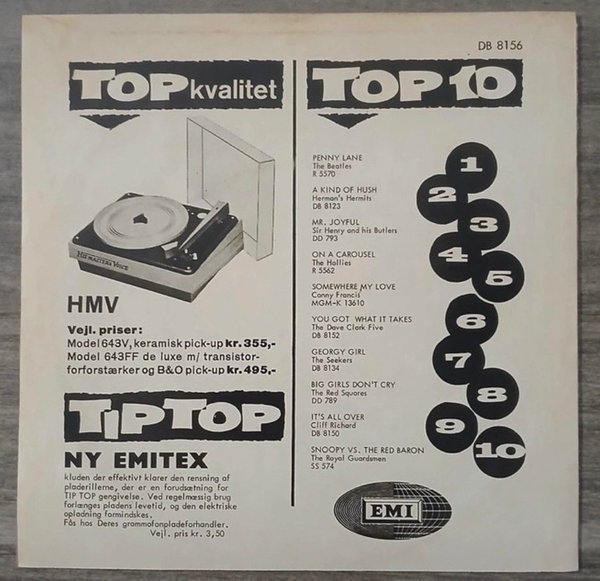 DB 8156
TOP kvalitet
HIS MASTERS VOICE
HMV
Vejl. priser:
Model 643V, keramisk pick-up kr. 355,-
Model 643FF de luxe m/ transistor-
forforstærker og B&O pick-up kr. 495,-
TIP TOP
NY EMITEX
kluden der effektivt klarer den rensning af
pladerillerne, der er en forudsætning for
TIP TOP gengivelse. Ved regelmæssig brug
forlænges pladens levetid, og den elektriske
opladning formindskes.
Fås hos Deres grammofonpladeforhandler.
Vejl. pris kr. 3,50
TOP 10
PENNY LANE
The Beatles
R 5570
1
A KIND OF HUSH
Herman's Hermits
DB 8123
2
MR. JOYFUL
Sir Henry and his Butlers
DD 793
3
ON A CAROUSEL
The Hollies
R 5562
4
SOMEWHERE MY LOVE
Conny Francis
MGM-K 13610
5
YOU GOT WHAT IT TAKES
The Dave Clark Five
DB 8152
6
GEORGY GIRL
The Seekers
DB 8134
7
BIG GIRLS DON'T CRY
The Red Squares
DD 789
8
IT'S ALL OVER
Cliff Richard
DB 8150
9
SNOOPY VS. THE RED BARON
The Royal Guardsmen
SS 574
10
EMI